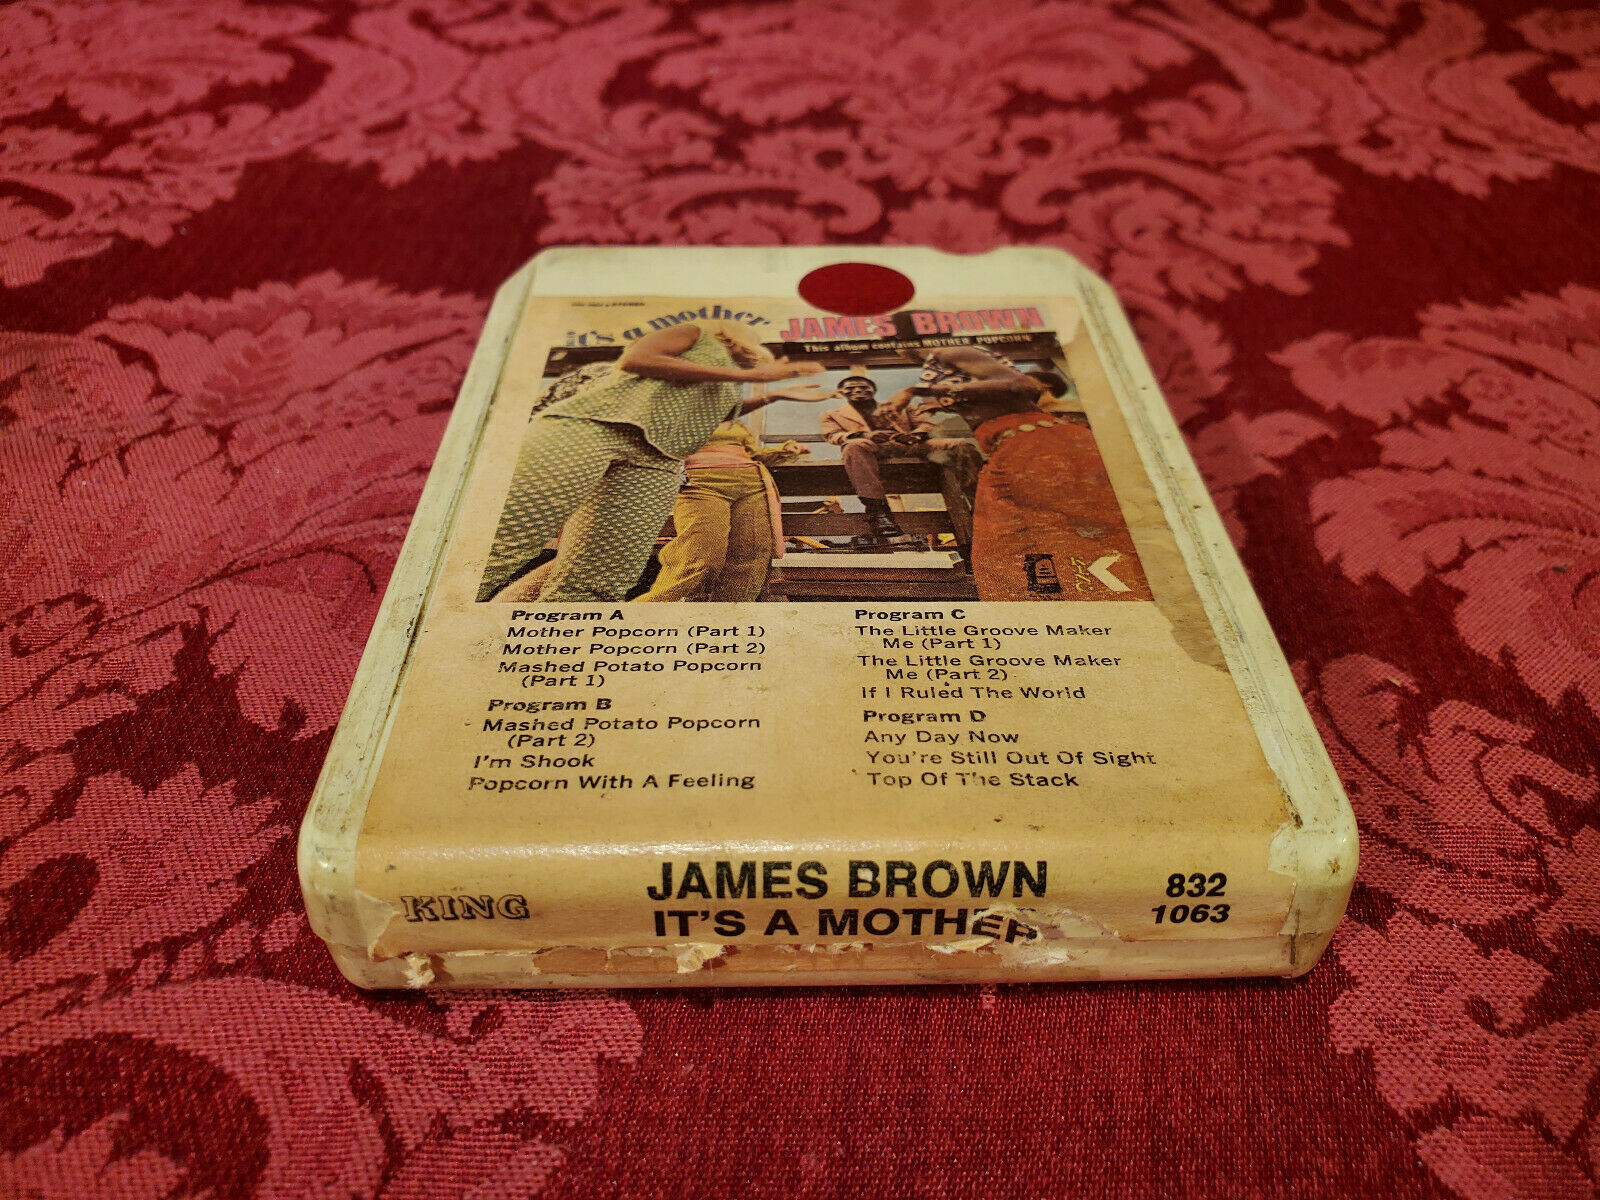 STEREO
it's a mother JAMES BROWN
This album contains MOTHER POPCORN
Program A
Mother Popcorn (Part 1)
Mother Popcorn (Part 2)
Mashed Potato Popcorn
(Part 1)
Program B
Mashed Potato Popcorn
(Part 2)
I'm Shook
Popcorn With A Feeling
Program C
The Little Groove Maker
Me (Part 1)
The Little Groove Maker
Me (Part 2)
If I Ruled The World
Program D
Any Day Now
You're Still Out Of Sight
Top Of The Stack
KING
JAMES BROWN
IT'S A MOTHER
832
1063